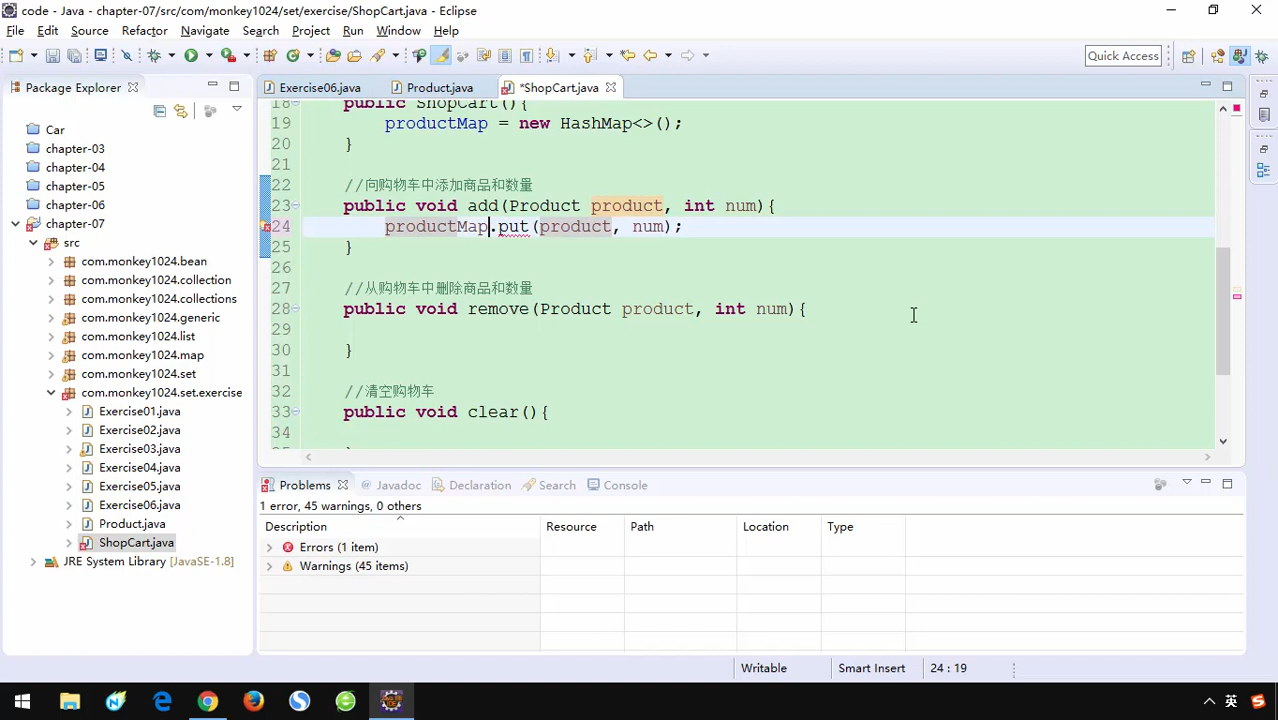 code - Java - chapter-07/src/com/monkey1024/set/exercise/ShopCart.java - Eclipse
File Edit Source Refactor Navigate Search Project Run Window Help
Quick Access
Package Explorer
Exercise06.java Product.java *ShopCart.java
Car
chapter-03
chapter-04
chapter-05
chapter-06
chapter-07
src
com.monkey1024.bean
com.monkey1024.collection
com.monkey1024.collections
com.monkey1024.generic
com.monkey1024.list
com.monkey1024.map
com.monkey1024.set
com.monkey1024.set.exercise
Exercise01.java
Exercise02.java
Exercise03.java
Exercise04.java
Exercise05.java
Exercise06.java
Product.java
ShopCart.java
JRE System Library [JavaSE-1.8]
18 public ShopCart(){
19 productMap = new HashMap<>();
20 }
21
22 //向购物车中添加商品和数量
23 public void add(Product product, int num){
24 productMap.put(product, num);
25 }
26
27 //从购物车中删除商品和数量
28 public void remove(Product product, int num){
29
30 }
31
32 //清空购物车
33 public void clear(){
34
Problems @ Javadoc Declaration Search Console
1 error, 45 warnings, 0 others
Description Resource Path Location Type
Errors (1 item)
Warnings (45 items)
Writable Smart Insert 24 : 19
英